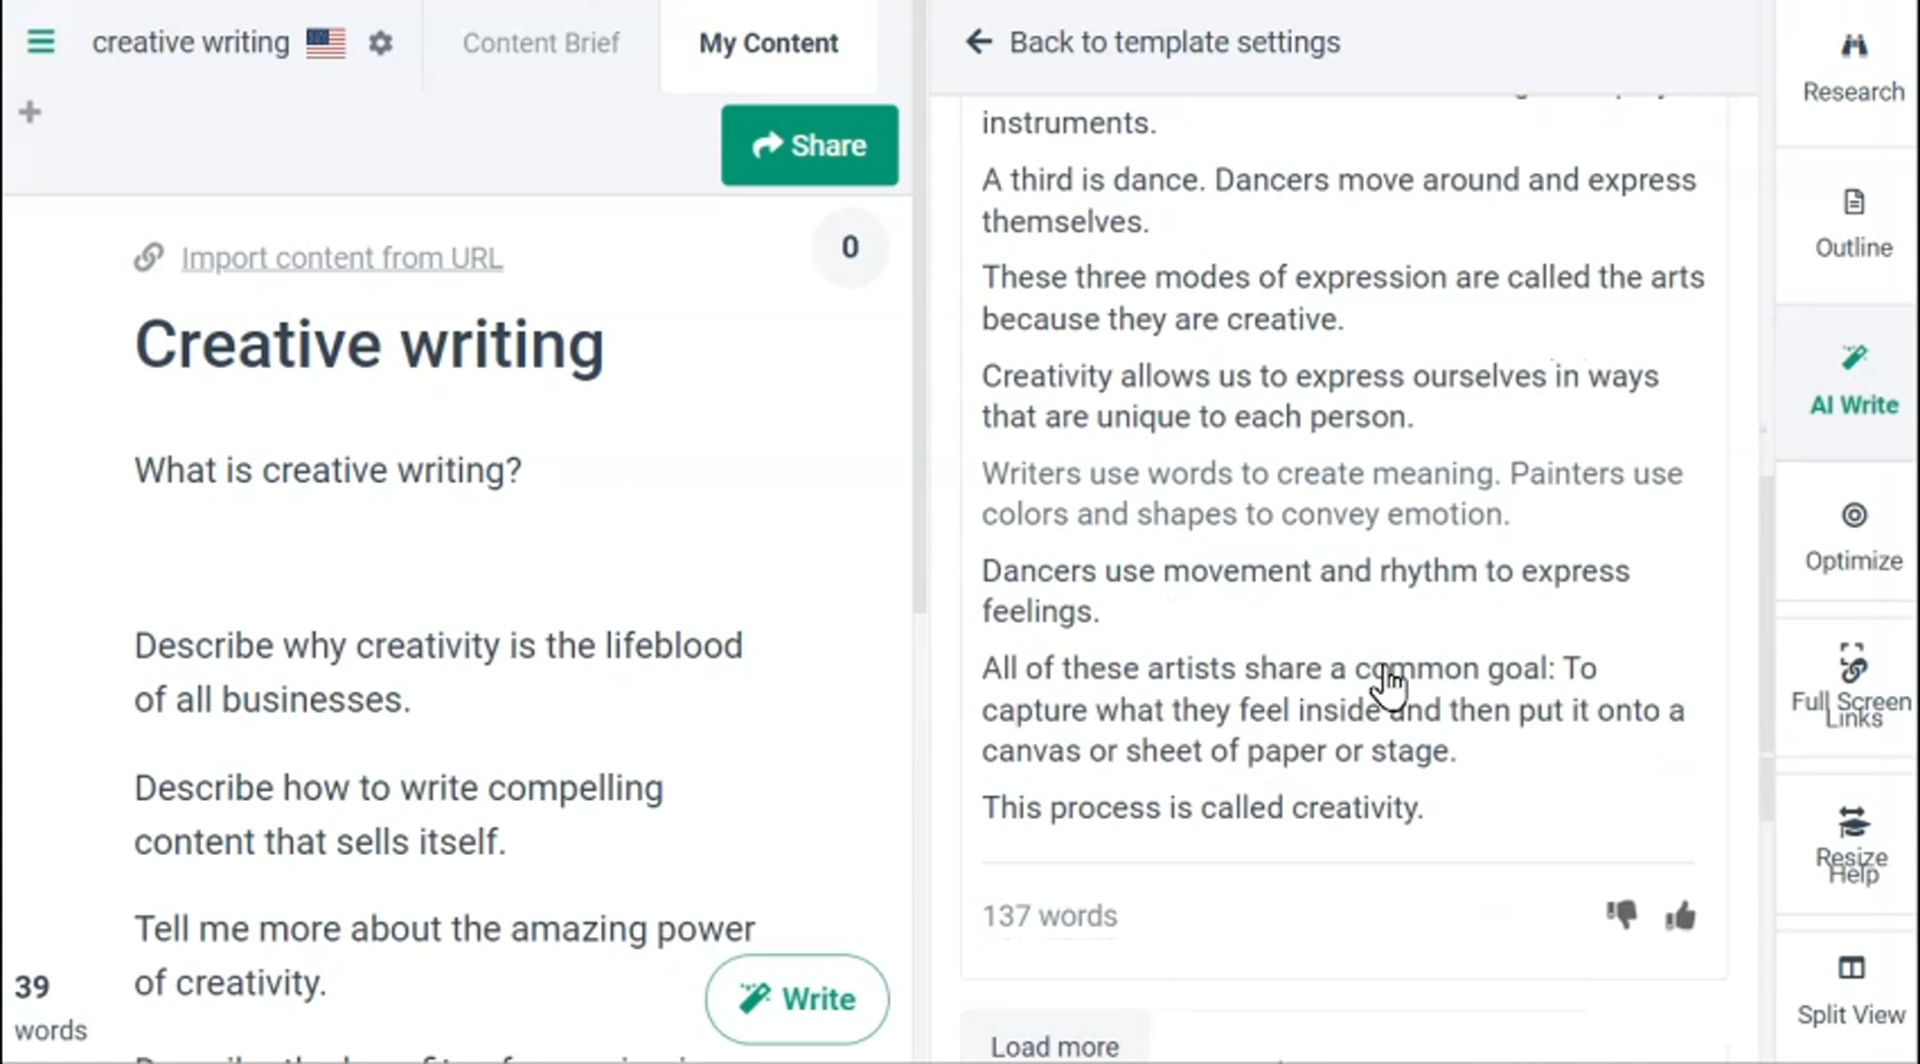 creative writing
Content Brief
My Content
Share
Import content from URL
0
Creative writing
What is creative writing?
Describe why creativity is the lifeblood
of all businesses.
Describe how to write compelling
content that sells itself.
Tell me more about the amazing power
of creativity.
39
words
Write
Back to template settings
instruments.
A third is dance. Dancers move around and express
themselves.
These three modes of expression are called the arts
because they are creative.
Creativity allows us to express ourselves in ways
that are unique to each person.
Writers use words to create meaning. Painters use
colors and shapes to convey emotion.
Dancers use movement and rhythm to express
feelings.
All of these artists share a common goal: To
capture what they feel inside and then put it onto a
canvas or sheet of paper or stage.
This process is called creativity.
137 words
Load more
Research
Outline
AI Write
Optimize
Full Screen
Links
Resize
Help
Split View